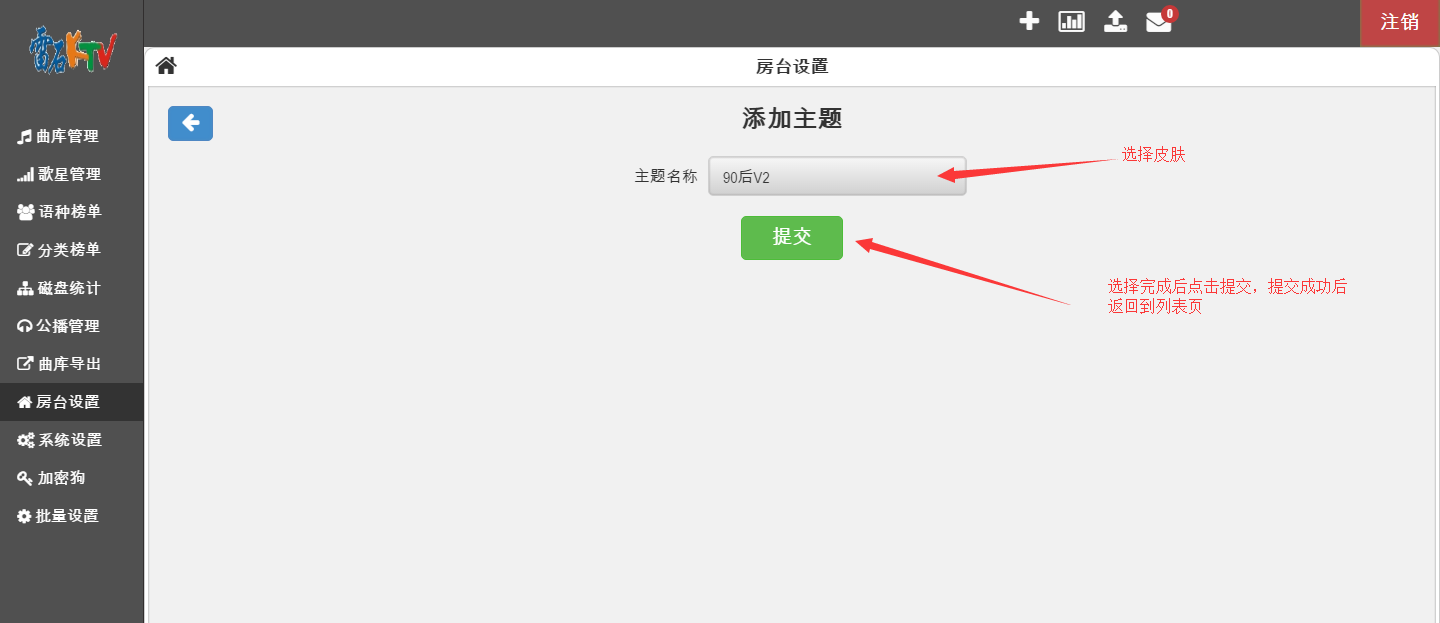 雷石KTV
0
注销
房台设置
曲库管理
歌星管理
语种榜单
分类榜单
磁盘统计
公播管理
曲库导出
房台设置
系统设置
加密狗
批量设置
添加主题
主题名称
90后V2
选择皮肤
提交
选择完成后点击提交，提交成功后
返回到列表页